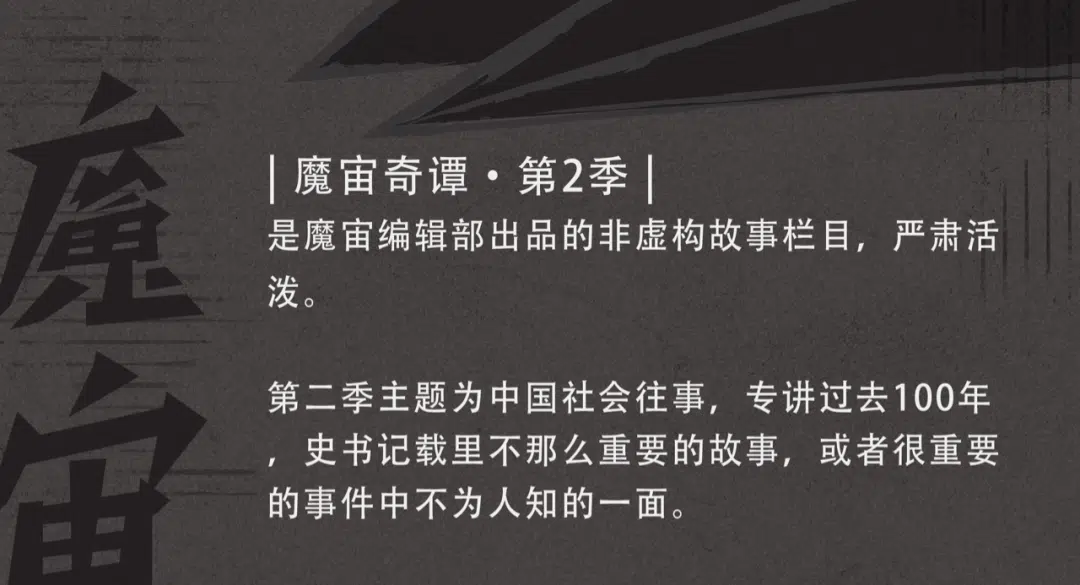 魔宙
| 魔宙奇谭·第2季 |
是魔宙编辑部出品的非虚构故事栏目，严肃活
泼。
第二季主题为中国社会往事，专讲过去100年
，史书记载里不那么重要的故事，或者很重要
的事件中不为人知的一面。